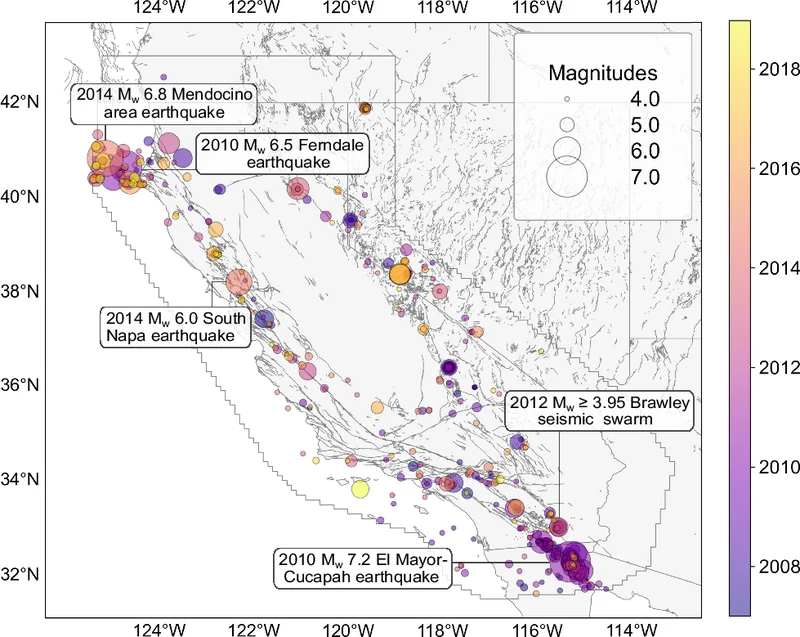 124°W 122°W 120°W 118°W 116°W 114°W
2018
Magnitudes
4.0
2014 Mw 6.8 Mendocino
area earthquake
42°N
5.0
2010 Mw 6.5 Ferndale
earthquake
6.0
7.0
2016
40°N
2014
38°N
2014 Mw 6.0 South
Napa earthquake
2012
36°N
2012 Mw ≥ 3.95 Brawley
seismic swarm
2010
34°N
2010 Mw 7.2 El Mayor-
Cucapah earthquake
2008
32°N
124°W 122°W 120°W 118°W 116°W 114°W